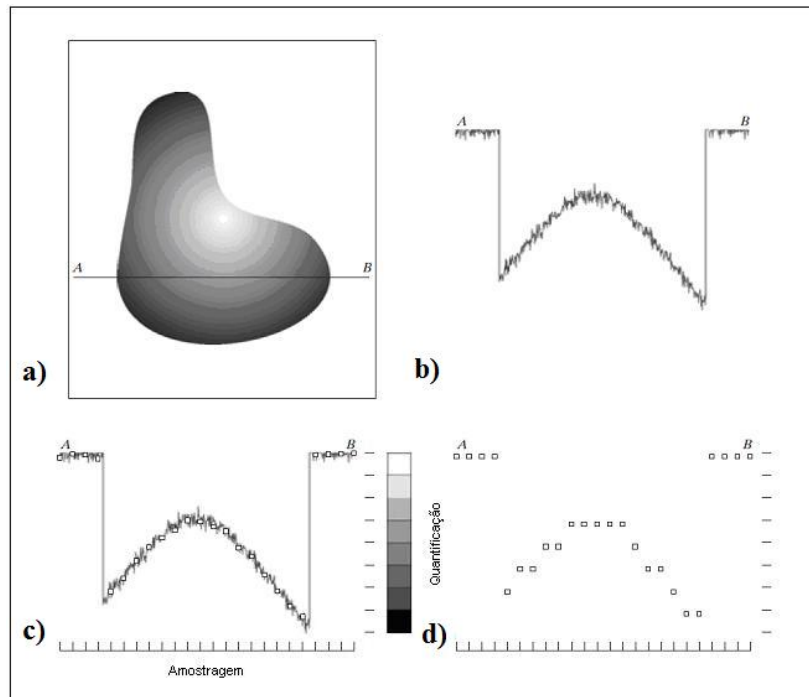 A B
a)
A B
b)
A B
Quantificação
c)
Amostragem
A B
d)